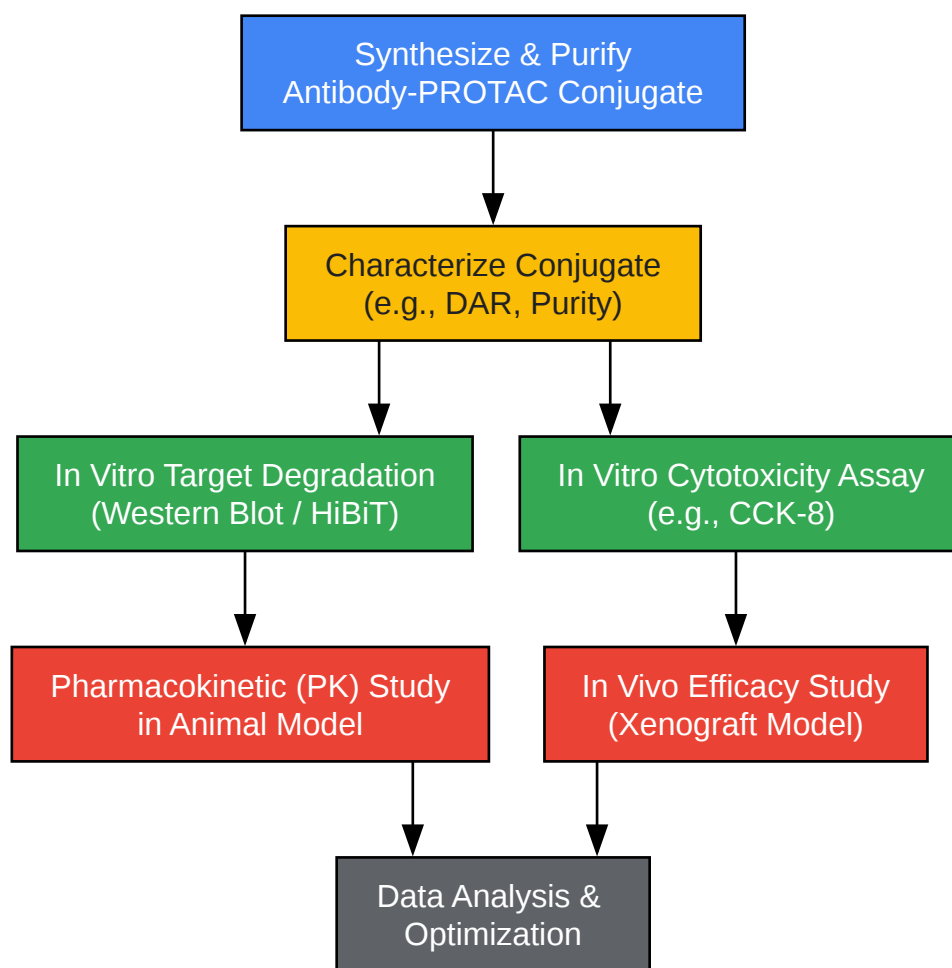 Synthesize & Purify
Antibody-PROTAC Conjugate
Characterize Conjugate
(e.g., DAR, Purity)
In Vitro Target Degradation
(Western Blot / HiBiT)
In Vitro Cytotoxicity Assay
(e.g., CCK-8)
Pharmacokinetic (PK) Study
in Animal Model
In Vivo Efficacy Study
(Xenograft Model)
Data Analysis &
Optimization